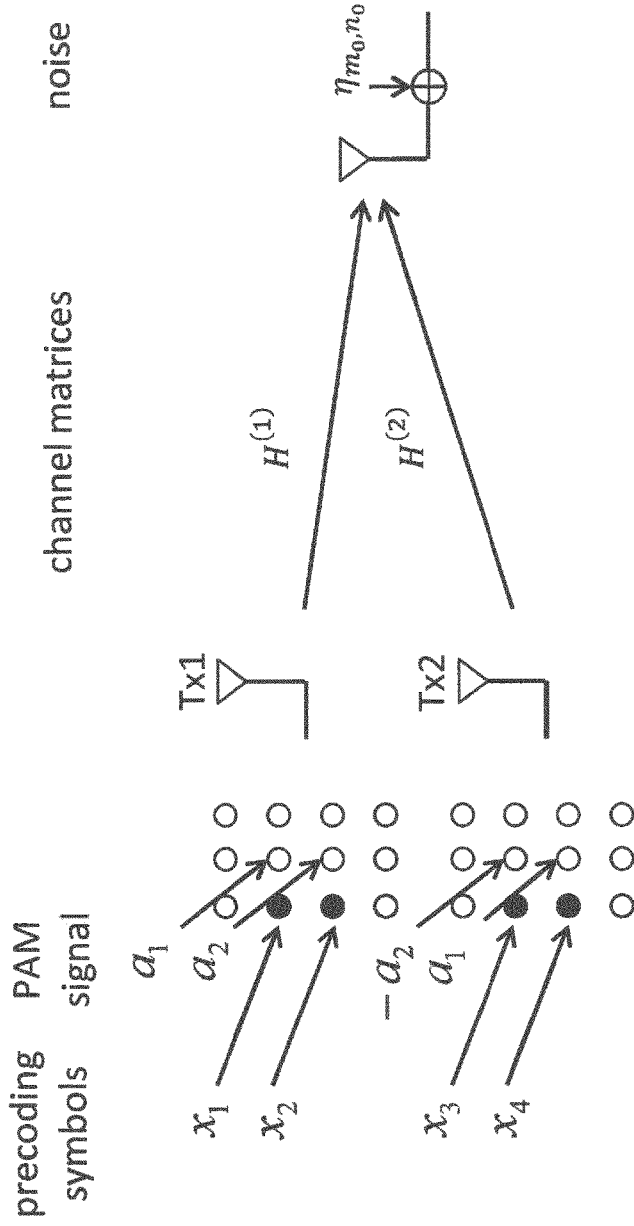 precoding
symbols
PAM
signal
channel matrices
noise
x₁
x₂
a₁
a₂
Tx1
H⁽¹⁾
ηm₀,n₀
x₃
x₄
− a₂
a₁
Tx2
H⁽²⁾